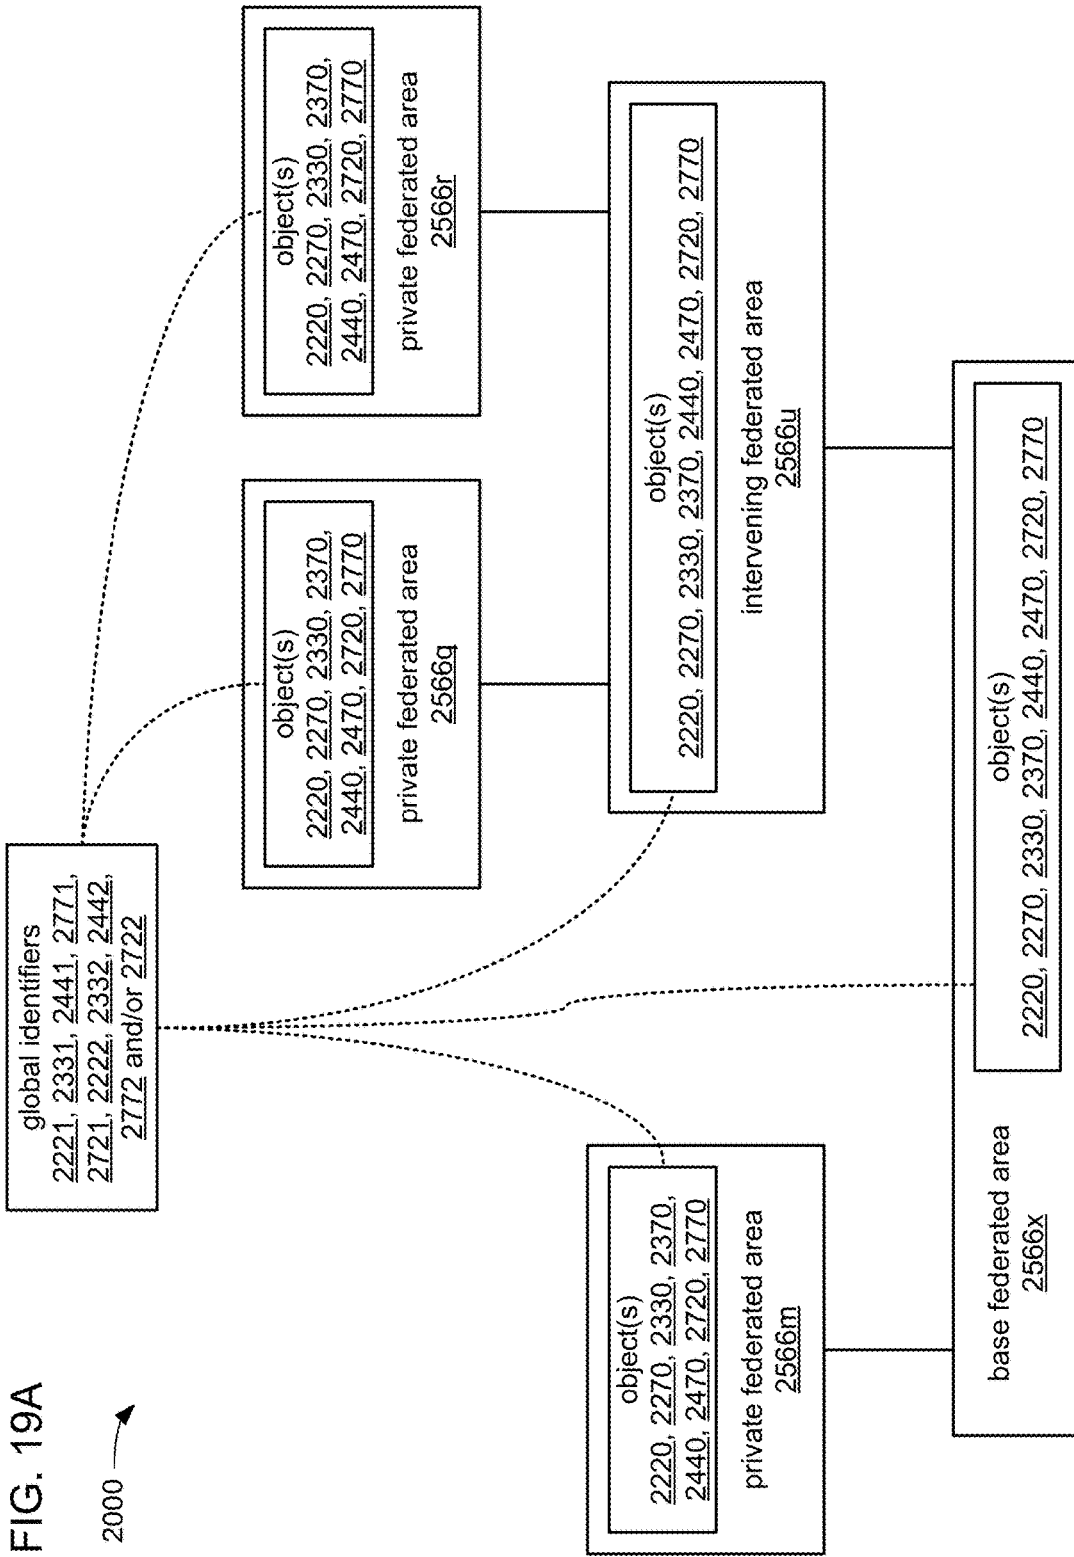 FIG. 19A
2000
global identifiers
2221, 2331, 2441, 2771,
2721, 2222, 2332, 2442,
2772 and/or 2722
object(s)
2220, 2270, 2330, 2370,
2440, 2470, 2720, 2770
private federated area
2566m
object(s)
2220, 2270, 2330, 2370,
2440, 2470, 2720, 2770
private federated area
2566q
object(s)
2220, 2270, 2330, 2370,
2440, 2470, 2720, 2770
private federated area
2566r
object(s)
2220, 2270, 2330, 2370, 2440, 2470, 2720, 2770
intervening federated area
2566u
base federated area
2566x
object(s)
2220, 2270, 2330, 2370, 2440, 2470, 2720, 2770